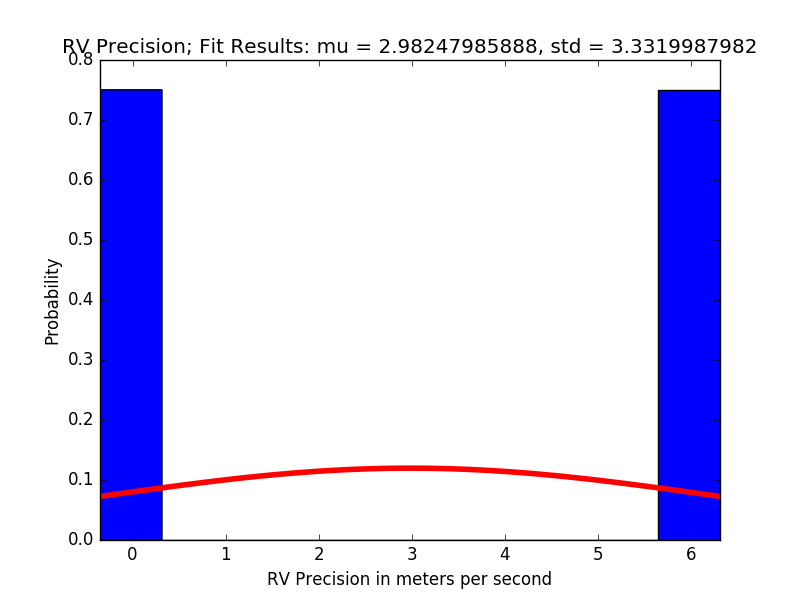 RV Precision; Fit Results: mu = 2.98247985888, std = 3.3319987982
0.8
0.7
0.6
0.5
0.4
0.3
0.2
0.1
0.0
Probability
0 1 2 3 4 5 6
RV Precision in meters per second